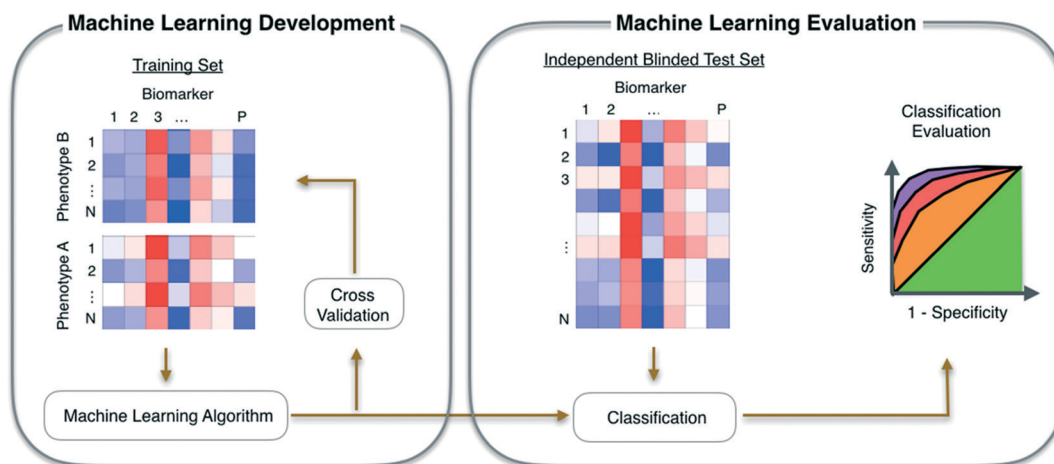 Machine Learning Development
Training Set
Biomarker
1 2 3 … P
Phenotype B
1
2
⋮
N
Phenotype A
1
2
⋮
N
Cross
Validation
Machine Learning Algorithm
Machine Learning Evaluation
Independent Blinded Test Set
Biomarker
1 2 … P
1
2
3
⋮
N
Classification
Classification
Evaluation
Sensitivity
1 - Specificity